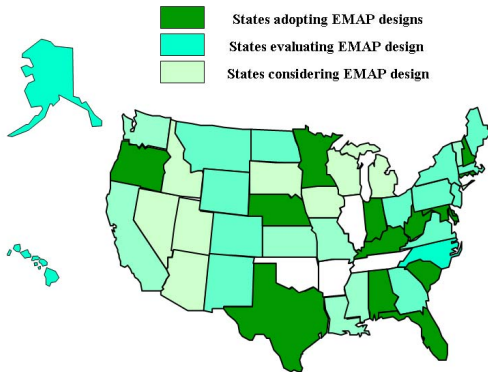 States adopting EMAP designs
States evaluating EMAP design
States considering EMAP design